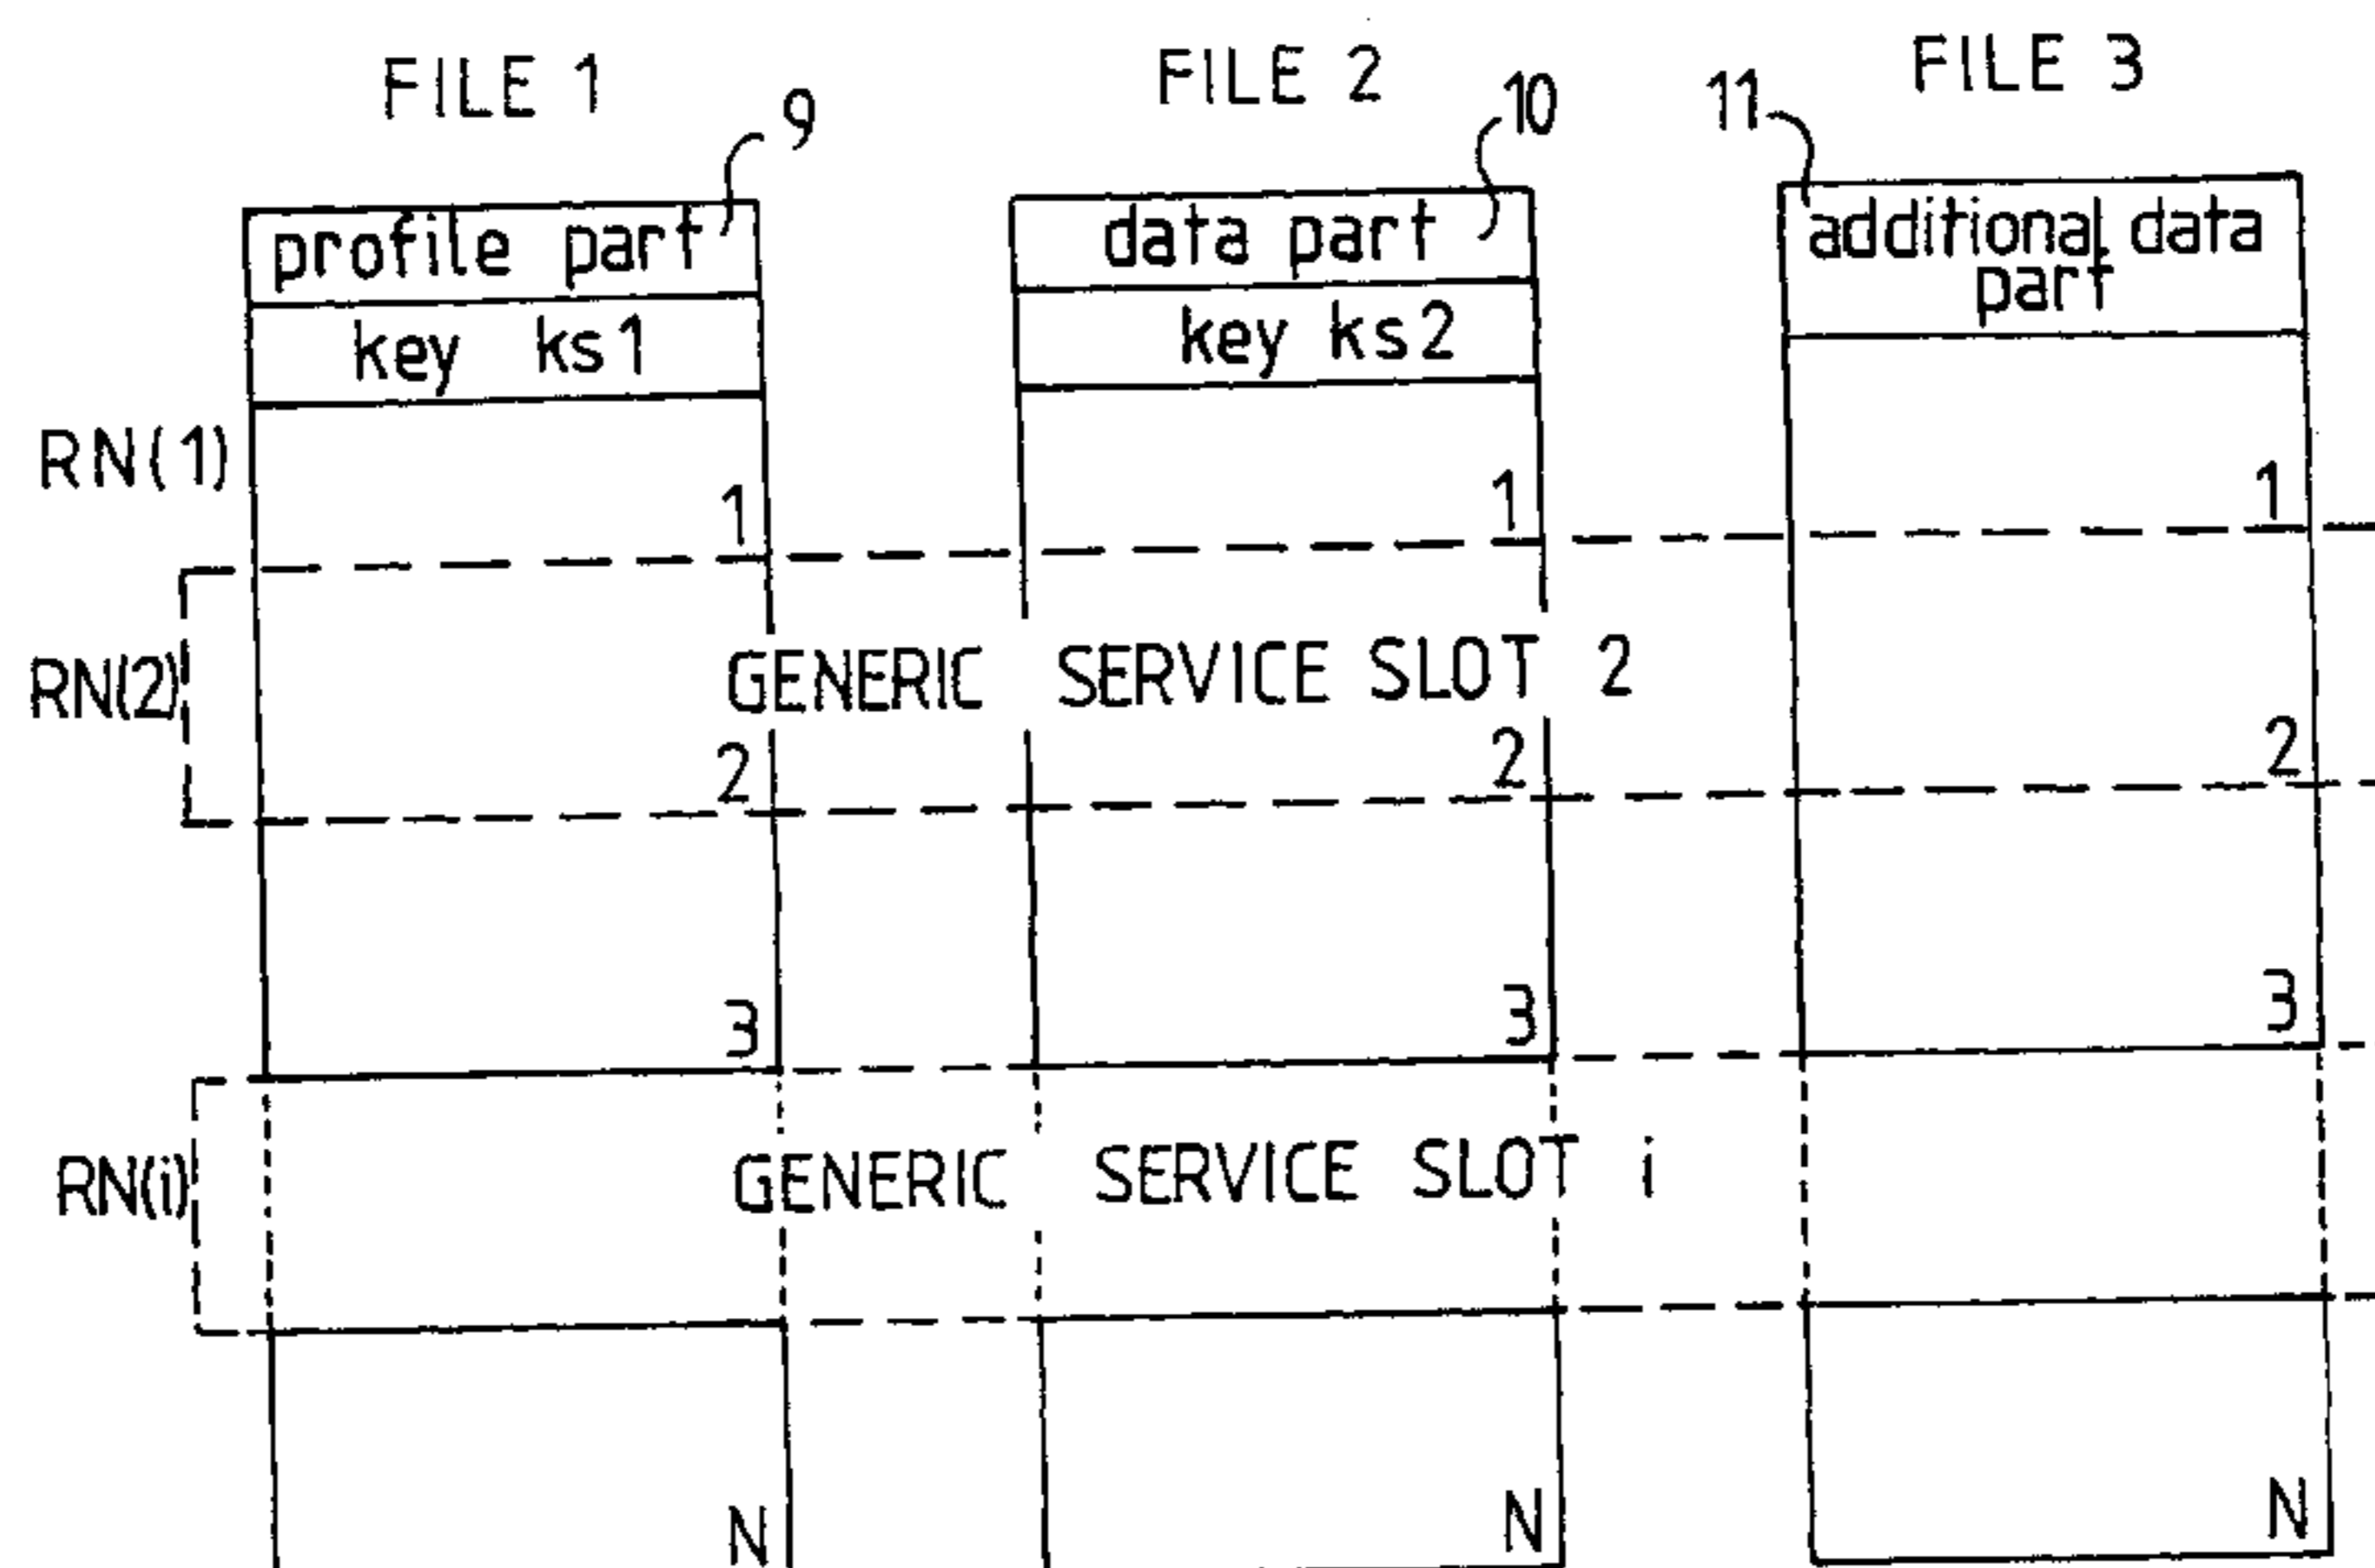 FILE 1 FILE 2 FILE 3
9 10 11
profile part data part additional data
part
key ks1 key ks2
RN(1)
1 1 1
RN(2) GENERIC SERVICE SLOT 2
2 2 2
3 3 3
RN(i) GENERIC SERVICE SLOT i
N N N